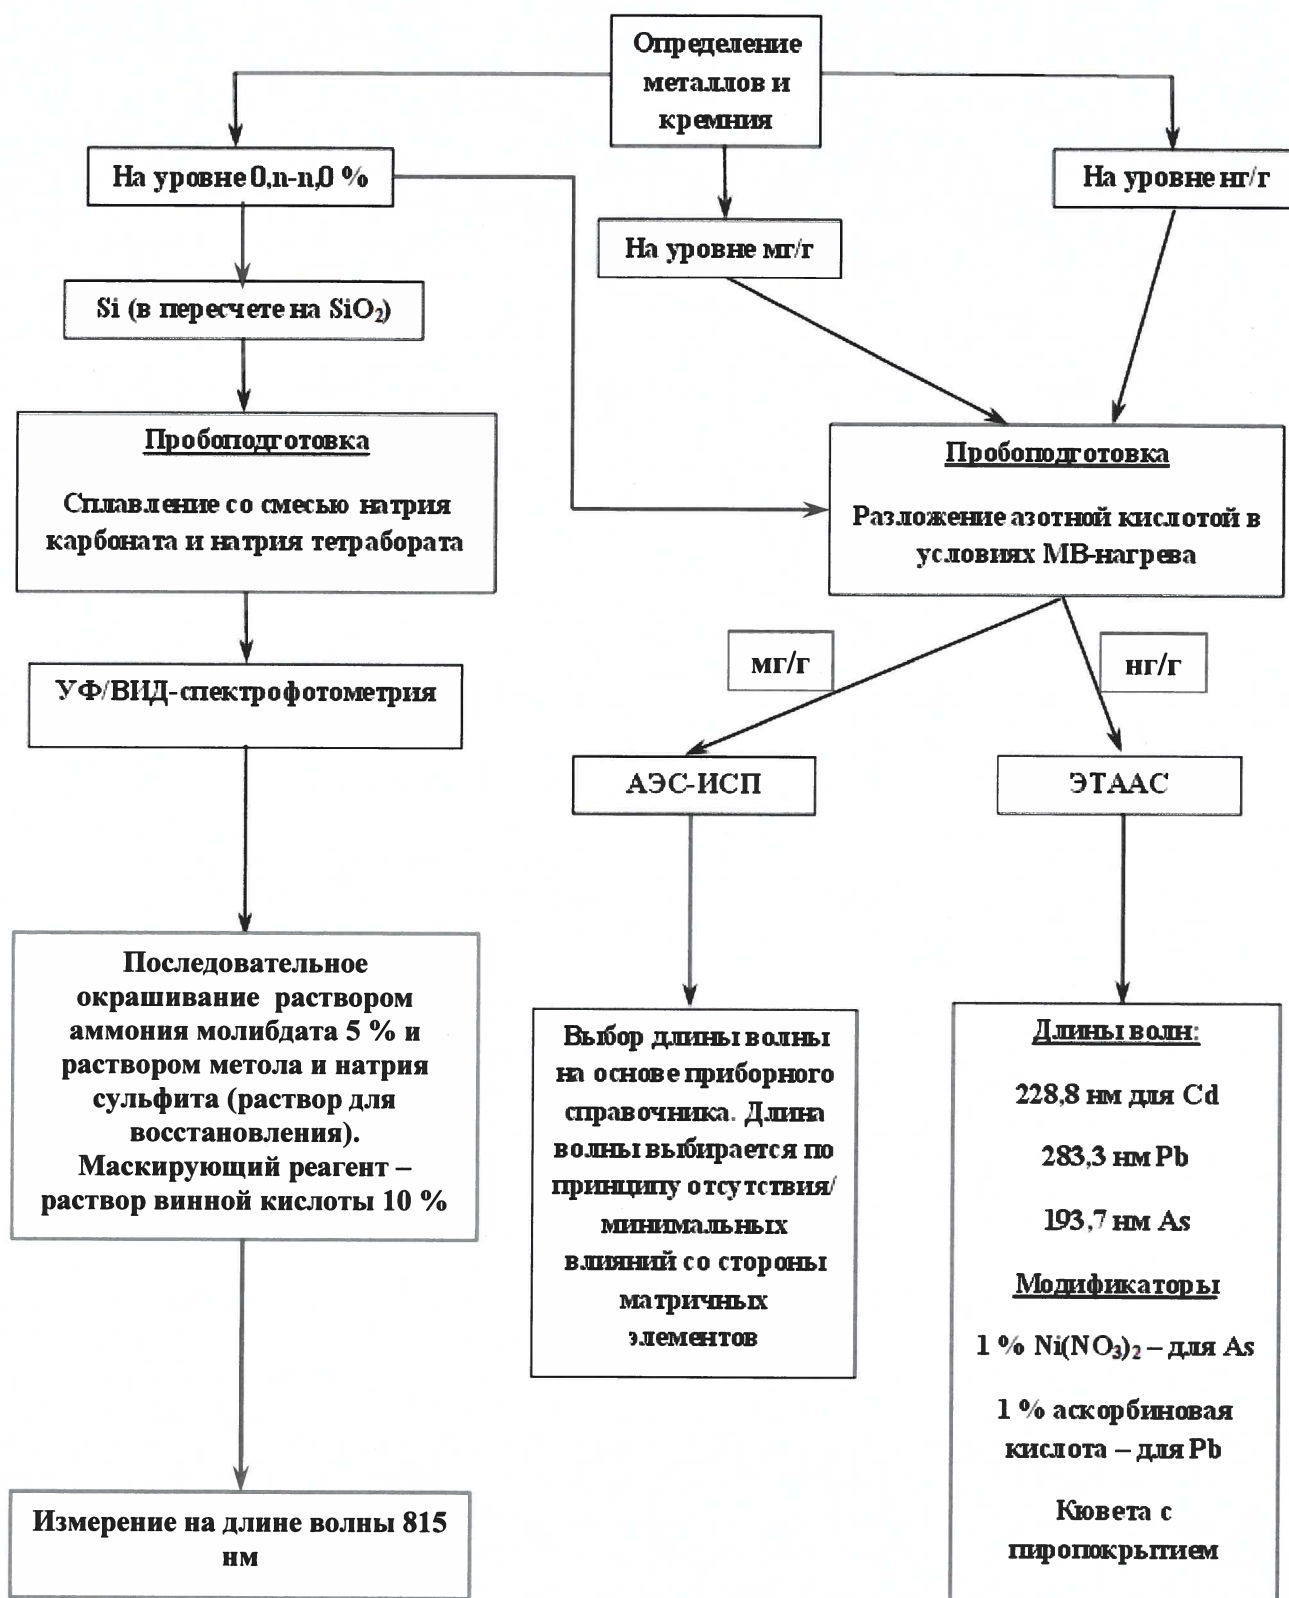 Определение
металлов и
кремния
На уровне 0,n-n,0 %
На уровне мг/г
На уровне нг/г
Si (в пересчете на SiO₂)
Пробоподготовка
Сплавление со смесью натрия
карбоната и натрия тетрабората
Пробоподготовка
Разложение азотной кислотой в
условиях МВ-нагрева
мг/г
нг/г
УФ/ВИД-спектрофотометрия
АЭС-ИСП
ЭТААС
Последовательное
окрашивание раствором
аммония молибдата 5 % и
раствором метола и натрия
сульфита (раствор для
восстановления).
Маскирующий реагент –
раствор винной кислоты 10 %
Выбор длины волны
на основе приборного
справочника. Длина
волны выбирается по
принципу отсутствия/
минимальных
влияний со стороны
матричных
элементов
Длины волн:
228,8 нм для Cd
283,3 нм Pb
193,7 нм As
Модификаторы
1 % Ni(NO₃)₂ – для As
1 % аскорбиновая
кислота – для Pb
Кювета с
пиропокрытием
Измерение на длине волны 815
нм